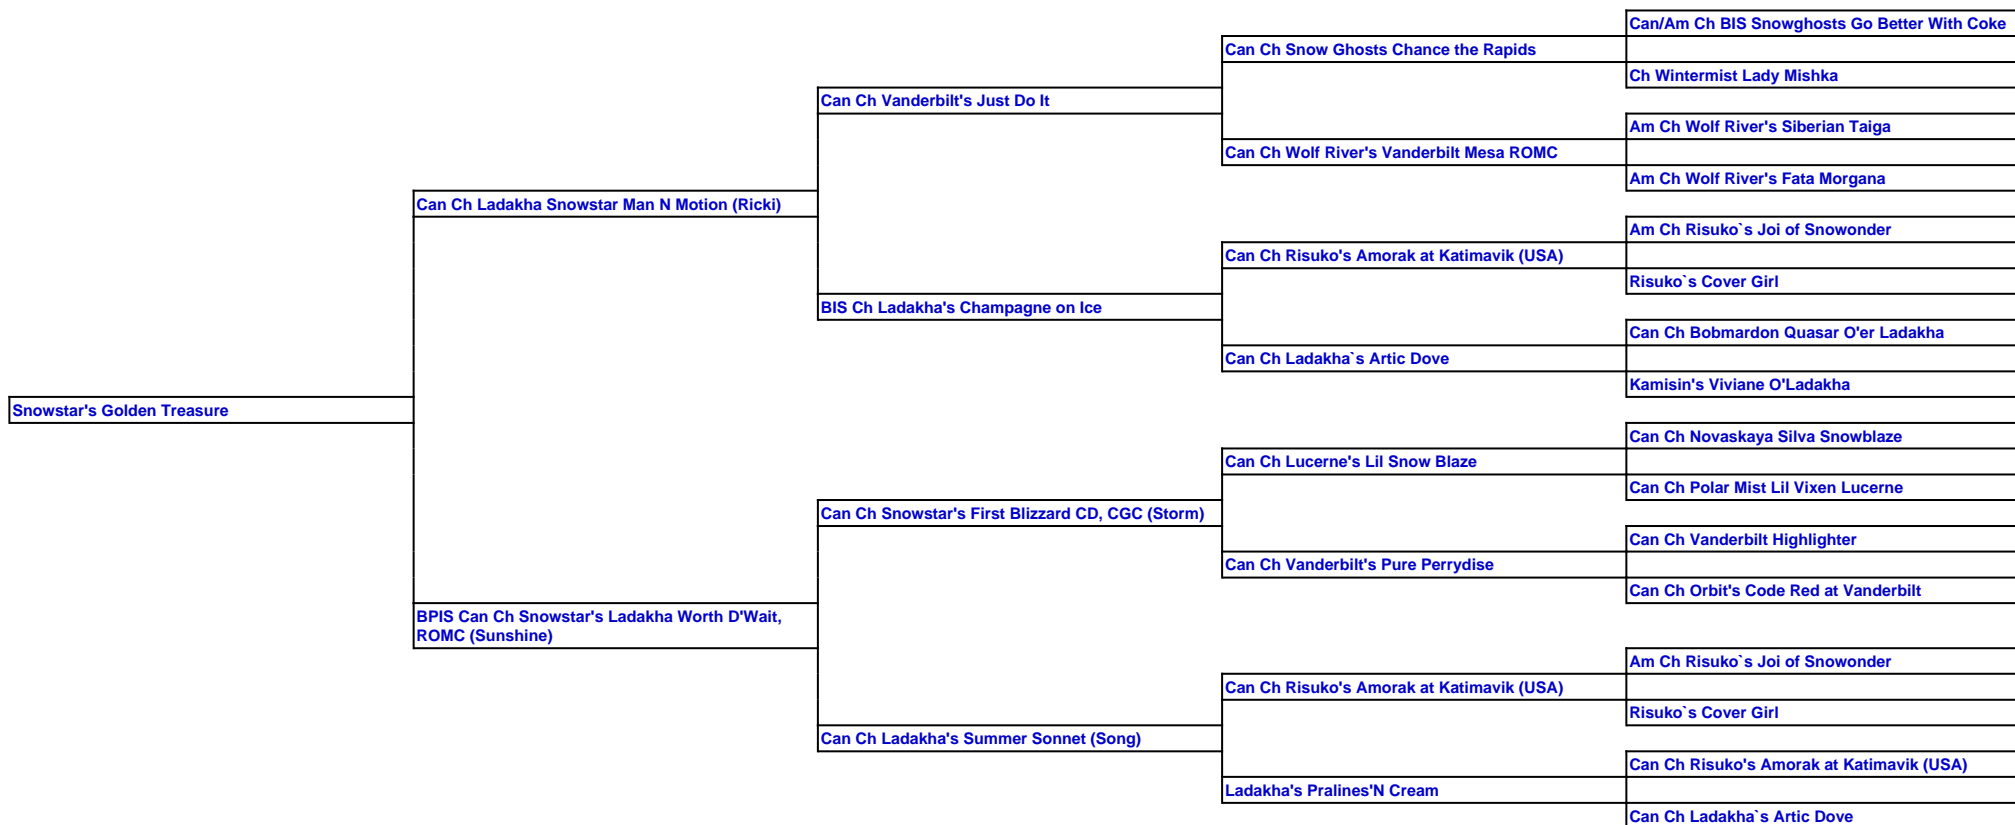 Can/Am Ch BIS Snowghosts Go Better With Coke
Can Ch Snow Ghosts Chance the Rapids
Ch Wintermist Lady Mishka
Can Ch Vanderbilt's Just Do It
Am Ch Wolf River's Siberian Taiga
Can Ch Wolf River's Vanderbilt Mesa ROMC
Am Ch Wolf River's Fata Morgana
Can Ch Ladakha Snowstar Man N Motion (Ricki)
Am Ch Risuko`s Joi of Snowonder
Can Ch Risuko's Amorak at Katimavik (USA)
Risuko`s Cover Girl
BIS Ch Ladakha's Champagne on Ice
Can Ch Bobmardon Quasar O'er Ladakha
Can Ch Ladakha`s Artic Dove
Kamisin's Viviane O'Ladakha
Snowstar's Golden Treasure
Can Ch Novaskaya Silva Snowblaze
Can Ch Lucerne's Lil Snow Blaze
Can Ch Polar Mist Lil Vixen Lucerne
Can Ch Snowstar's First Blizzard CD, CGC (Storm)
Can Ch Vanderbilt Highlighter
Can Ch Vanderbilt's Pure Perrydise
Can Ch Orbit's Code Red at Vanderbilt
BPIS Can Ch Snowstar's Ladakha Worth D'Wait,
ROMC (Sunshine)
Am Ch Risuko`s Joi of Snowonder
Can Ch Risuko's Amorak at Katimavik (USA)
Risuko`s Cover Girl
Can Ch Ladakha's Summer Sonnet (Song)
Can Ch Risuko's Amorak at Katimavik (USA)
Ladakha's Pralines'N Cream
Can Ch Ladakha`s Artic Dove